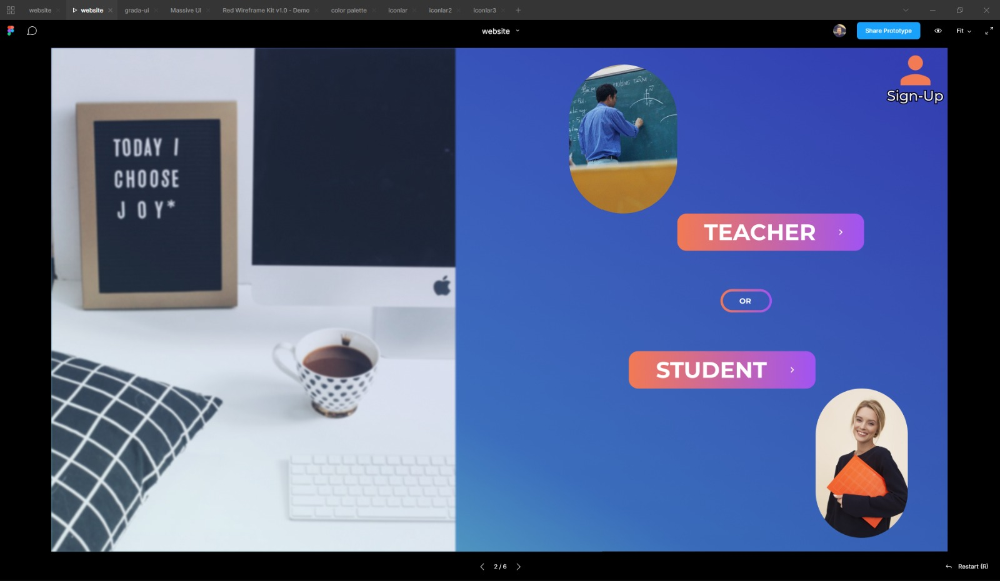 website
website
grada-ui
Massive UI
Red Wireframe Kit v1.0 - Demo
color palette
iconlar
iconlar2
iconlar3
website
Share Prototype
Fit
Sign-Up
TODAY I
CHOOSE
JOY*
TEACHER
OR
STUDENT
2 / 6
Restart (R)